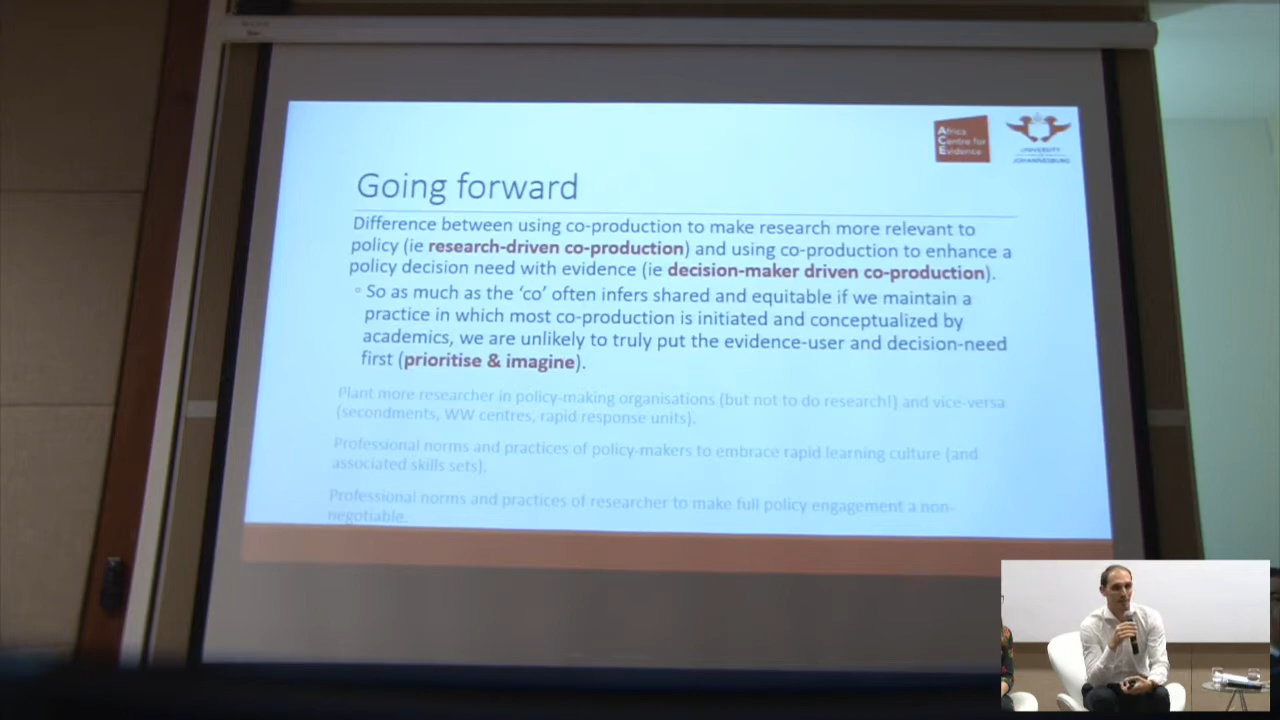 Africa
Centre for
Evidence
UNIVERSITY
JOHANNESBURG
Going forward
Difference between using co-production to make research more relevant to
policy (ie research-driven co-production) and using co-production to enhance a
policy decision need with evidence (ie decision-maker driven co-production).
▫ So as much as the ‘co’ often infers shared and equitable if we maintain a
practice in which most co-production is initiated and conceptualized by
academics, we are unlikely to truly put the evidence-user and decision-need
first (prioritise & imagine).
Plant more researcher in policy-making organisations (but not to do research!) and vice-versa
(secondments, WW centres, rapid response units).
Professional norms and practices of policy-makers to embrace rapid learning culture (and
associated skills sets).
Professional norms and practices of researcher to make full policy engagement a non-
negotiable.